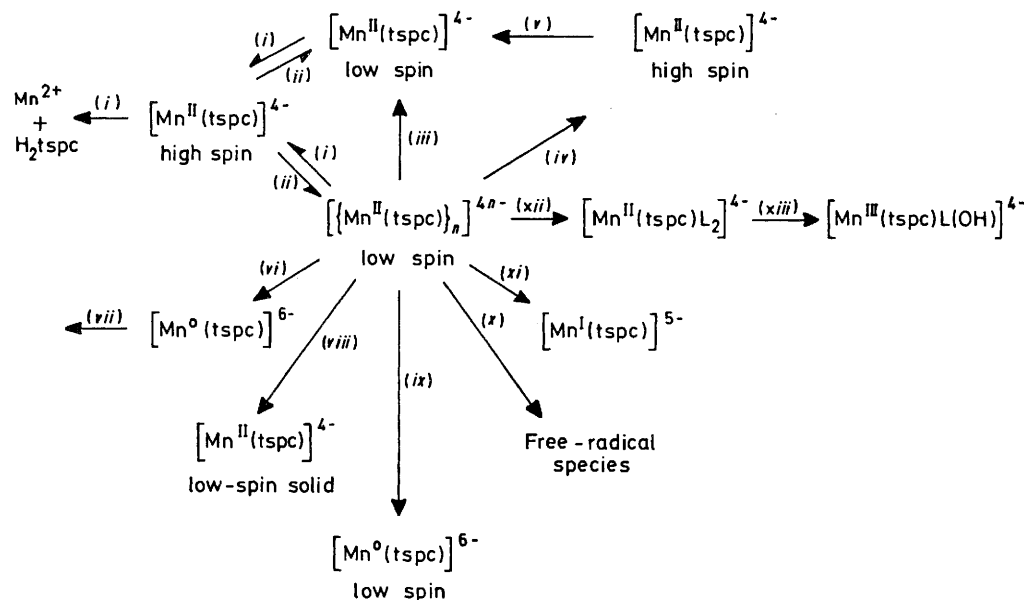 [Mn^II(tspc)]^4- (v) [Mn^II(tspc)]^4-
(i) low spin high spin
(ii)
Mn^2+ (i) [Mn^II(tspc)]^4-
+
H2tspc high spin (i) (iii) (iv)
(ii)
[{Mn^II(tspc)}n]^4n- (xii) [Mn^II(tspc)L2]^4- (xiii) [Mn^III(tspc)L(OH)]^4-
low spin
(vi) (xi)
(vii) [Mn^o(tspc)]^6- (viii) (x) [Mn^I(tspc)]^5-
(ix)
[Mn^II(tspc)]^4- Free-radical
low-spin solid species
[Mn^o(tspc)]^6-
low spin